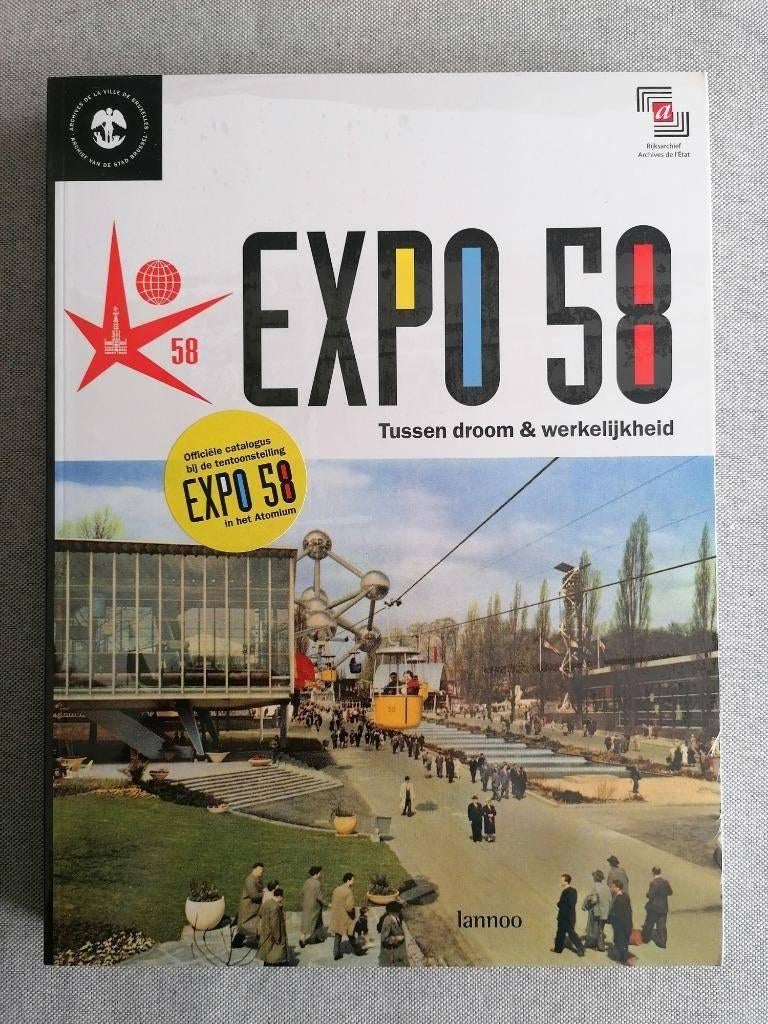 ARCHIVES DE LA VILLE DE BRUXELLES
ARCHIEF VAN DE STAD BRUSSEL
a
Rijksarchief
Archives de l'État
58
EXPO 58
Tussen droom & werkelijkheid
Officiële catalogus
bij de tentoonstelling
EXPO 58
in het Atomium
lannoo